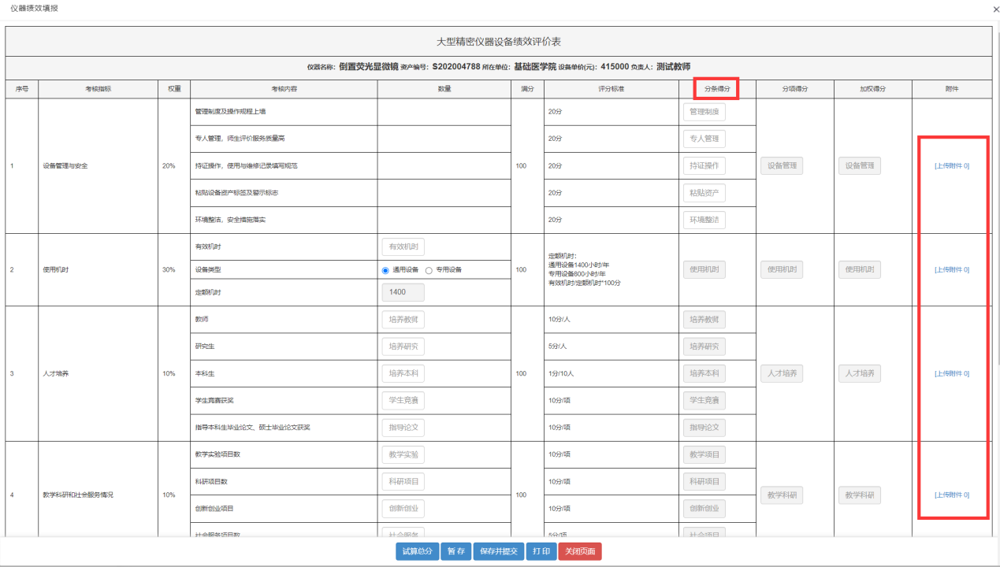 仪器绩效填报
×
大型精密仪器设备绩效评价表
仪器名称: 倒置荧光显微镜 资产编号: S202004788 所在单位: 基础医学院 设备单价(元): 415000 负责人: 测试教师
序号 考核指标 权重 考核内容 数量 满分 评分标准 分条得分 分项得分 加权得分 附件
管理制度及操作规程上墙 20分 管理制度
专人管理, 师生评价服务质量高 20分 专人管理
1 设备管理与安全 20% 持证操作, 使用与维修记录填写规范 100 20分 持证操作 设备管理 设备管理 [上传附件 0]
粘贴设备资产标签及警示标志 20分 粘贴资产
环境整洁, 安全措施落实 20分 环境整洁
有效机时 有效机时
2 使用机时 30% 设备类型 通用设备 专用设备 100
定额机时:
通用设备1400小时/年
专用设备800小时/年
有效机时/定额机时*100分
使用机时 使用机时 使用机时 [上传附件 0]
定额机时 1400
教师 培养教师 10分/人 培养教师
研究生 培养研究 5分/人 培养研究
3 人才培养 10% 本科生 培养本科 100 1分/10人 培养本科 人才培养 人才培养 [上传附件 0]
学生竞赛获奖 学生竞赛 10分/项 学生竞赛
指导本科生毕业论文、硕士毕业论文获奖 指导论文 10分/项 指导论文
教学实验项目数 教学实验 10分/项 教学项目
科研项目数 科研项目 10分/项 科研项目
4 教学科研和社会服务情况 10% 100 教学科研 教学科研 [上传附件 0]
创新创业项目 创新创业 10分/项 创新创业
社会服务项目数 社会服务 5分/项 社会项目
试算总分 暂存 保存并提交 打印 关闭页面